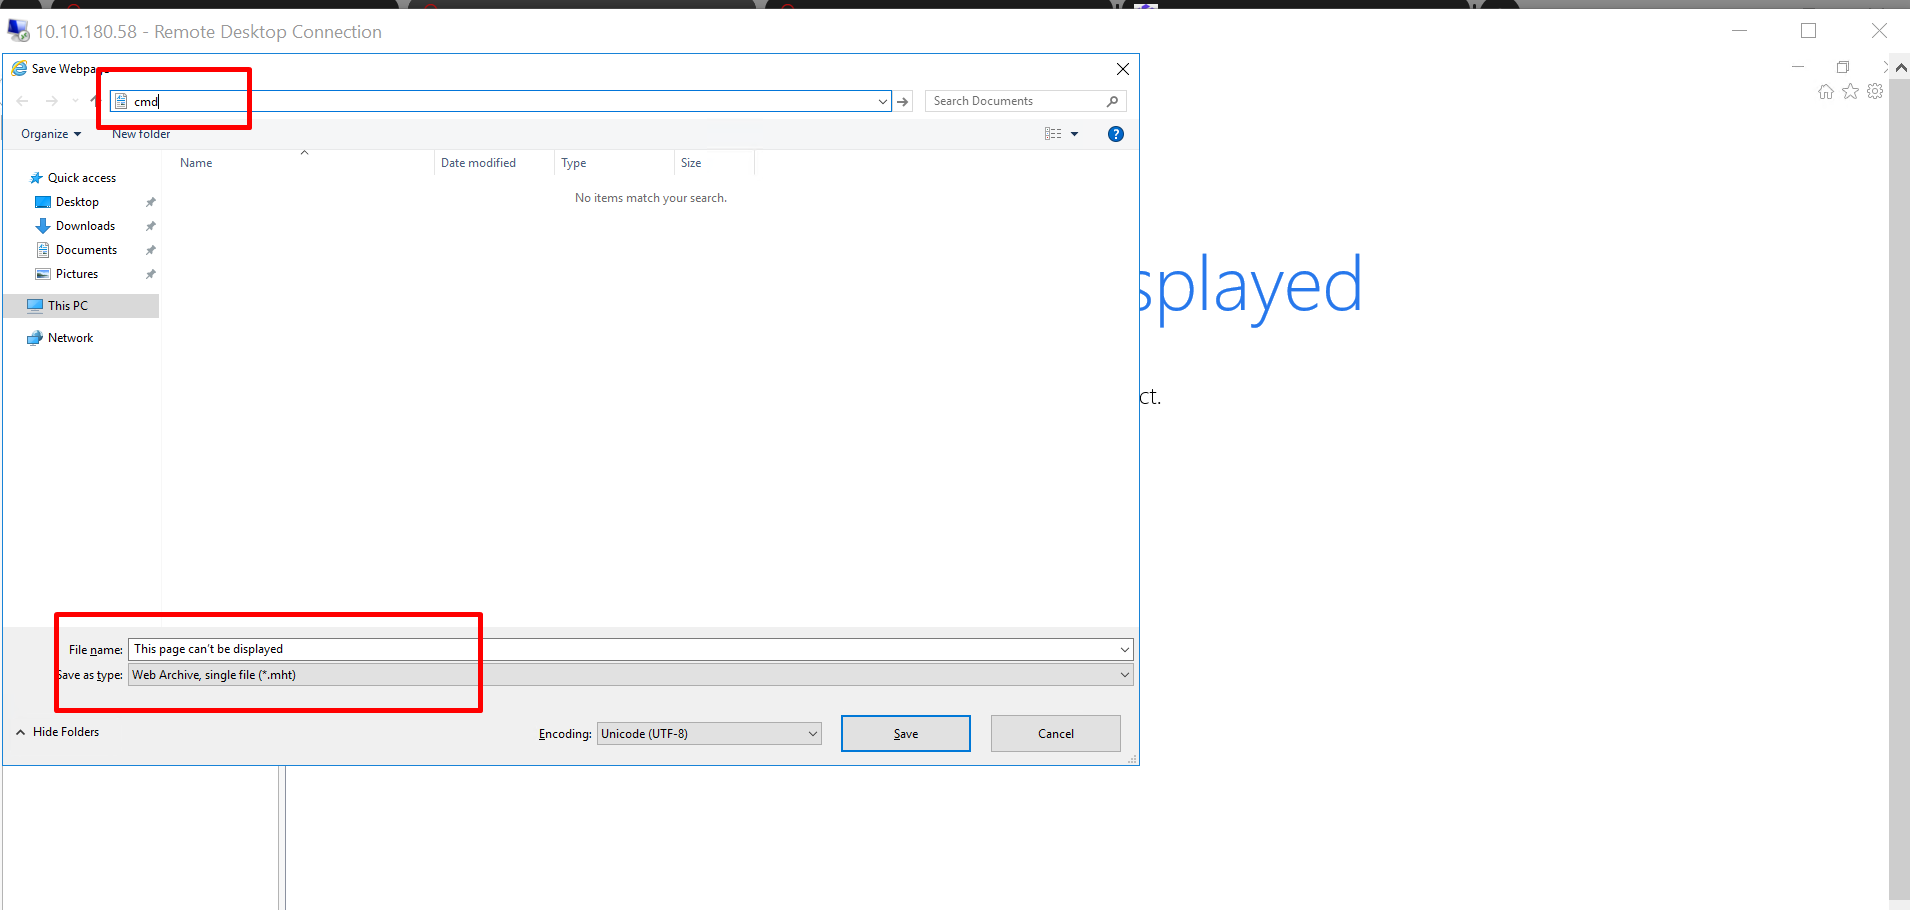 10.10.180.58 - Remote Desktop Connection
Save Webpage
cmd
Search Documents
Organize
New folder
Name
Date modified
Type
Size
No items match your search.
Quick access
Desktop
Downloads
Documents
Pictures
This PC
Network
splayed
ct.
File name:
This page can't be displayed
Save as type:
Web Archive, single file (*.mht)
Hide Folders
Encoding:
Unicode (UTF-8)
Save
Cancel